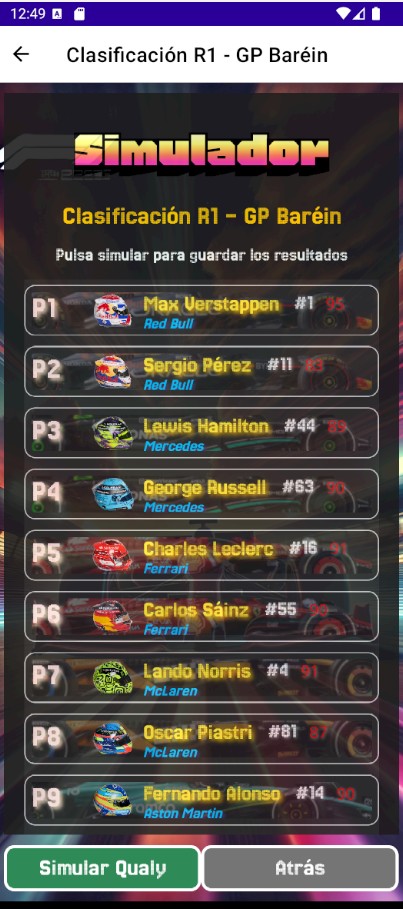 12:49
Clasificación R1 - GP Baréin
Simulador
Clasificación R1 - GP Baréin
Pulsa simular para guardar los resultados
P1 Max Verstappen #1 95
Red Bull
P2 Sergio Pérez #11 83
Red Bull
P3 Lewis Hamilton #44 89
Mercedes
P4 George Russell #63 90
Mercedes
P5 Charles Leclerc #16 91
Ferrari
P6 Carlos Sáinz #55 90
Ferrari
P7 Lando Norris #4 91
McLaren
P8 Oscar Piastri #81 87
McLaren
P9 Fernando Alonso #14 90
Aston Martin
Simular Qualy
Atrás